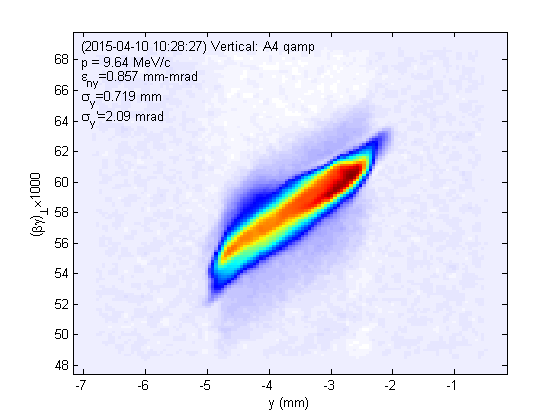 (2015-04-10 10:28:27) Vertical: A4 qamp
p = 9.64 MeV/c
εny=0.857 mm-mrad
σy=0.719 mm
σy'=2.09 mrad
68
66
64
62
60
58
56
54
52
50
48
(βγ)⊥×1000
-7 -6 -5 -4 -3 -2 -1
y (mm)